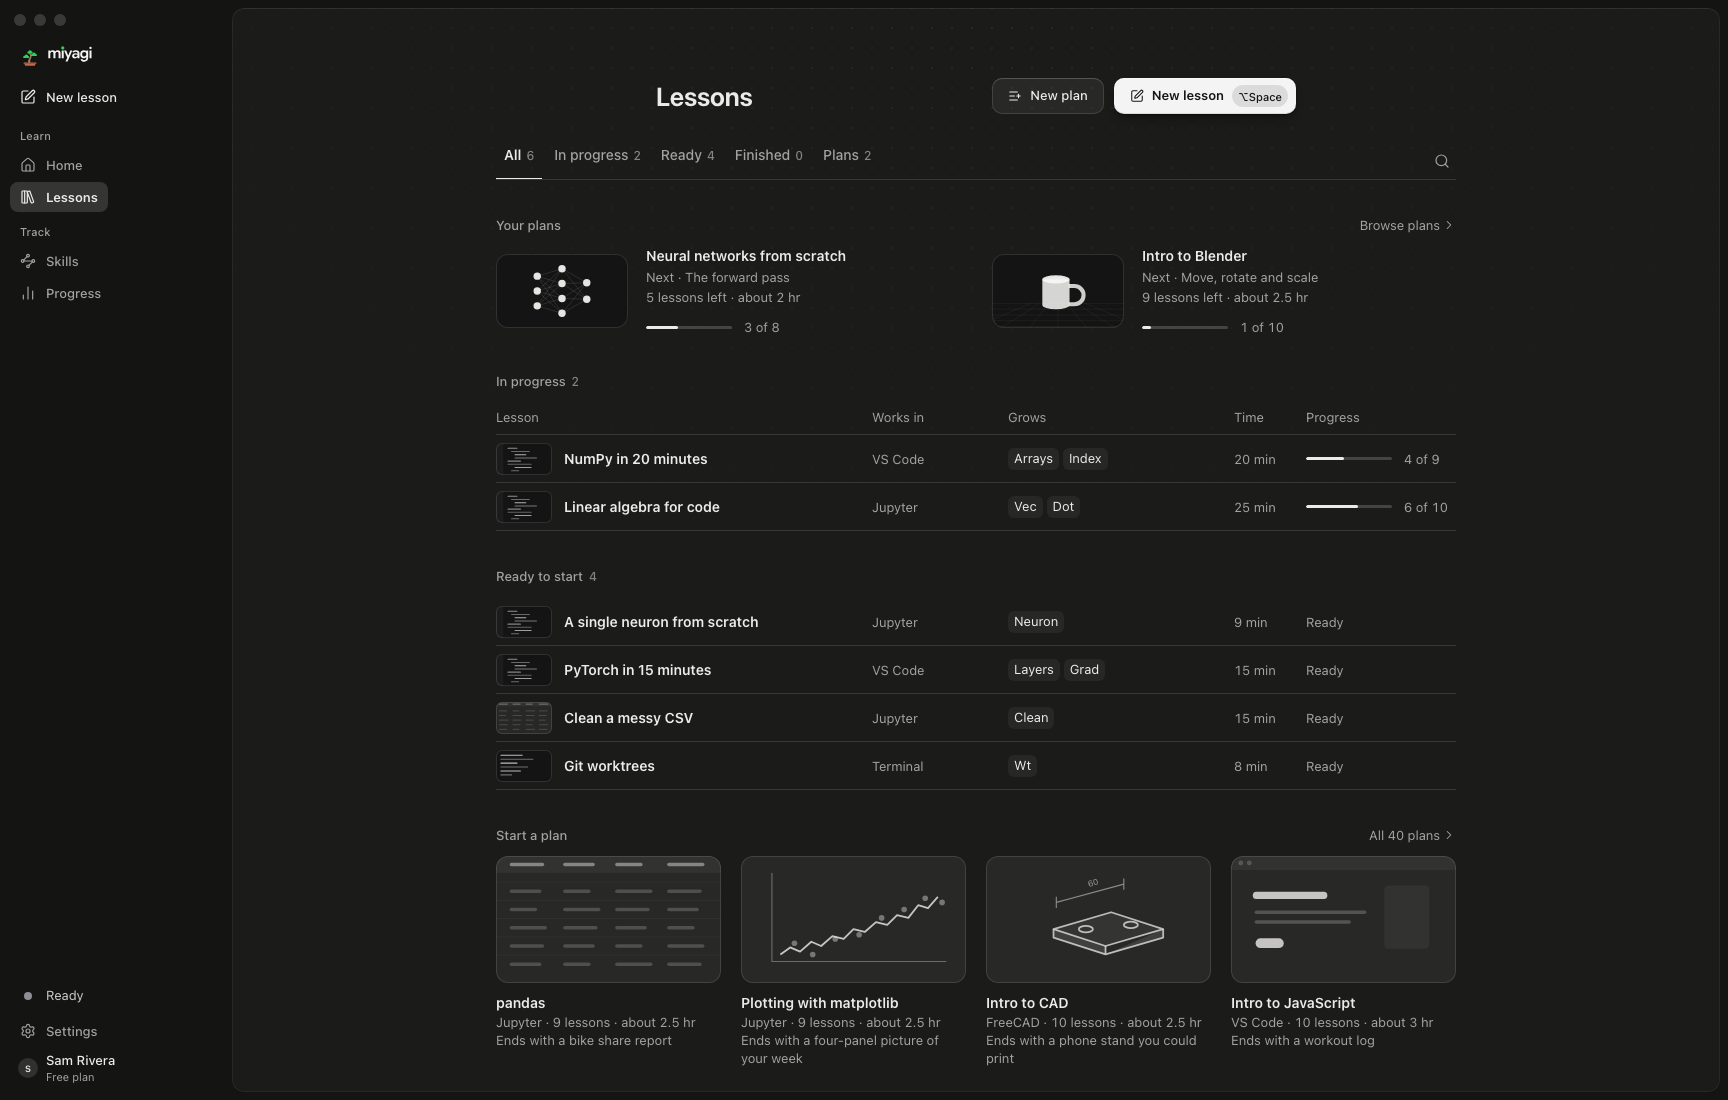 miyagi
New lesson
Learn
Home
Lessons
Track
Skills
Progress
Ready
Settings
S
Sam Rivera
Free plan
Lessons
New plan
New lesson ⌥Space
All 6 In progress 2 Ready 4 Finished 0 Plans 2
Your plans
Browse plans
Neural networks from scratch
Next · The forward pass
5 lessons left · about 2 hr
3 of 8
Intro to Blender
Next · Move, rotate and scale
9 lessons left · about 2.5 hr
1 of 10
In progress 2
Lesson Works in Grows Time Progress
NumPy in 20 minutes VS Code Arrays Index 20 min 4 of 9
Linear algebra for code Jupyter Vec Dot 25 min 6 of 10
Ready to start 4
A single neuron from scratch Jupyter Neuron 9 min Ready
PyTorch in 15 minutes VS Code Layers Grad 15 min Ready
Clean a messy CSV Jupyter Clean 15 min Ready
Git worktrees Terminal Wt 8 min Ready
Start a plan
All 40 plans
pandas
Jupyter · 9 lessons · about 2.5 hr
Ends with a bike share report
Plotting with matplotlib
Jupyter · 9 lessons · about 2.5 hr
Ends with a four-panel picture of
your week
60
Intro to CAD
FreeCAD · 10 lessons · about 2.5 hr
Ends with a phone stand you could
print
Intro to JavaScript
VS Code · 10 lessons · about 3 hr
Ends with a workout log